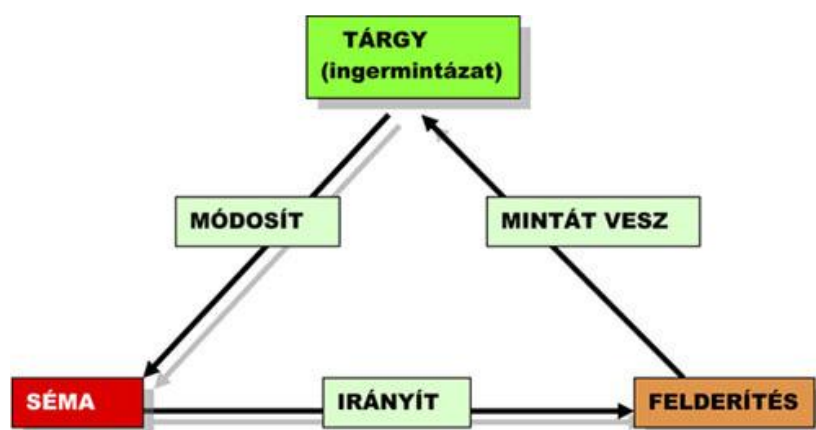 TÁRGY
(ingermintázat)
MÓDOSÍT
MINTÁT VESZ
SÉMA
IRÁNYÍT
FELDERÍTÉS